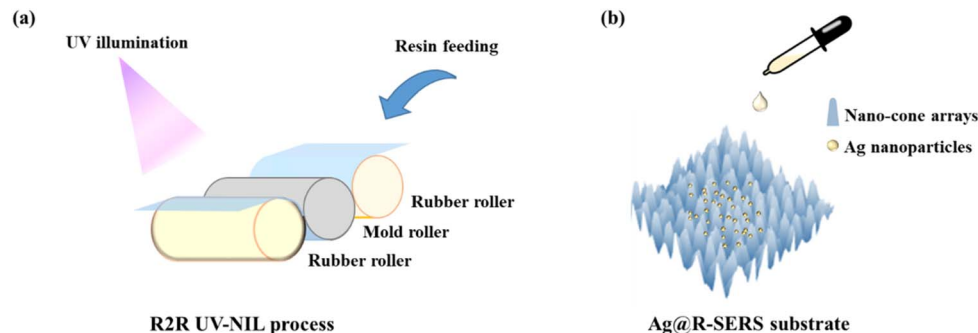 (a)
UV illumination
Resin feeding
Rubber roller
Mold roller
Rubber roller
R2R UV-NIL process
(b)
Nano-cone arrays
Ag nanoparticles
Ag@R-SERS substrate